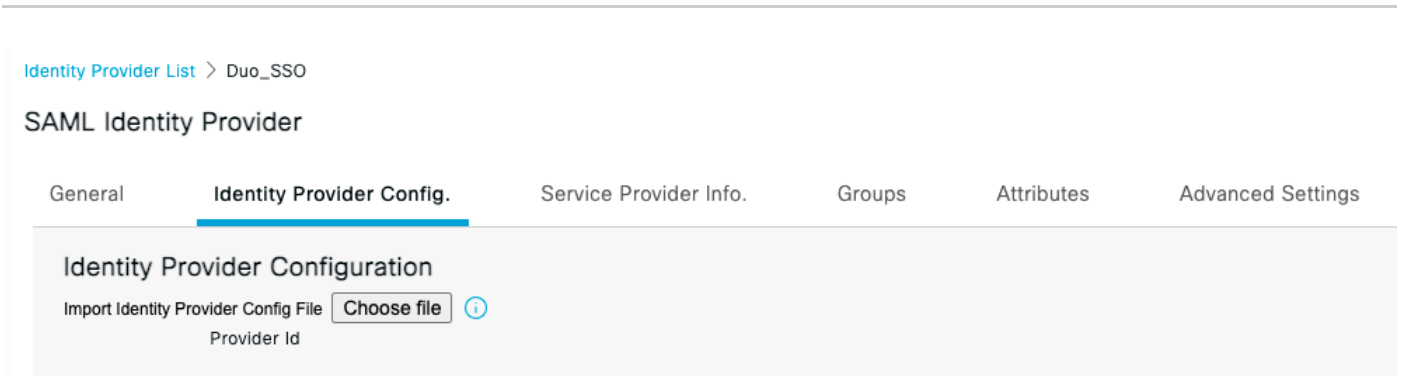 Identity Provider List > Duo_SSO
SAML Identity Provider
General Identity Provider Config. Service Provider Info. Groups Attributes Advanced Settings
Identity Provider Configuration
Import Identity Provider Config File Choose file
Provider Id